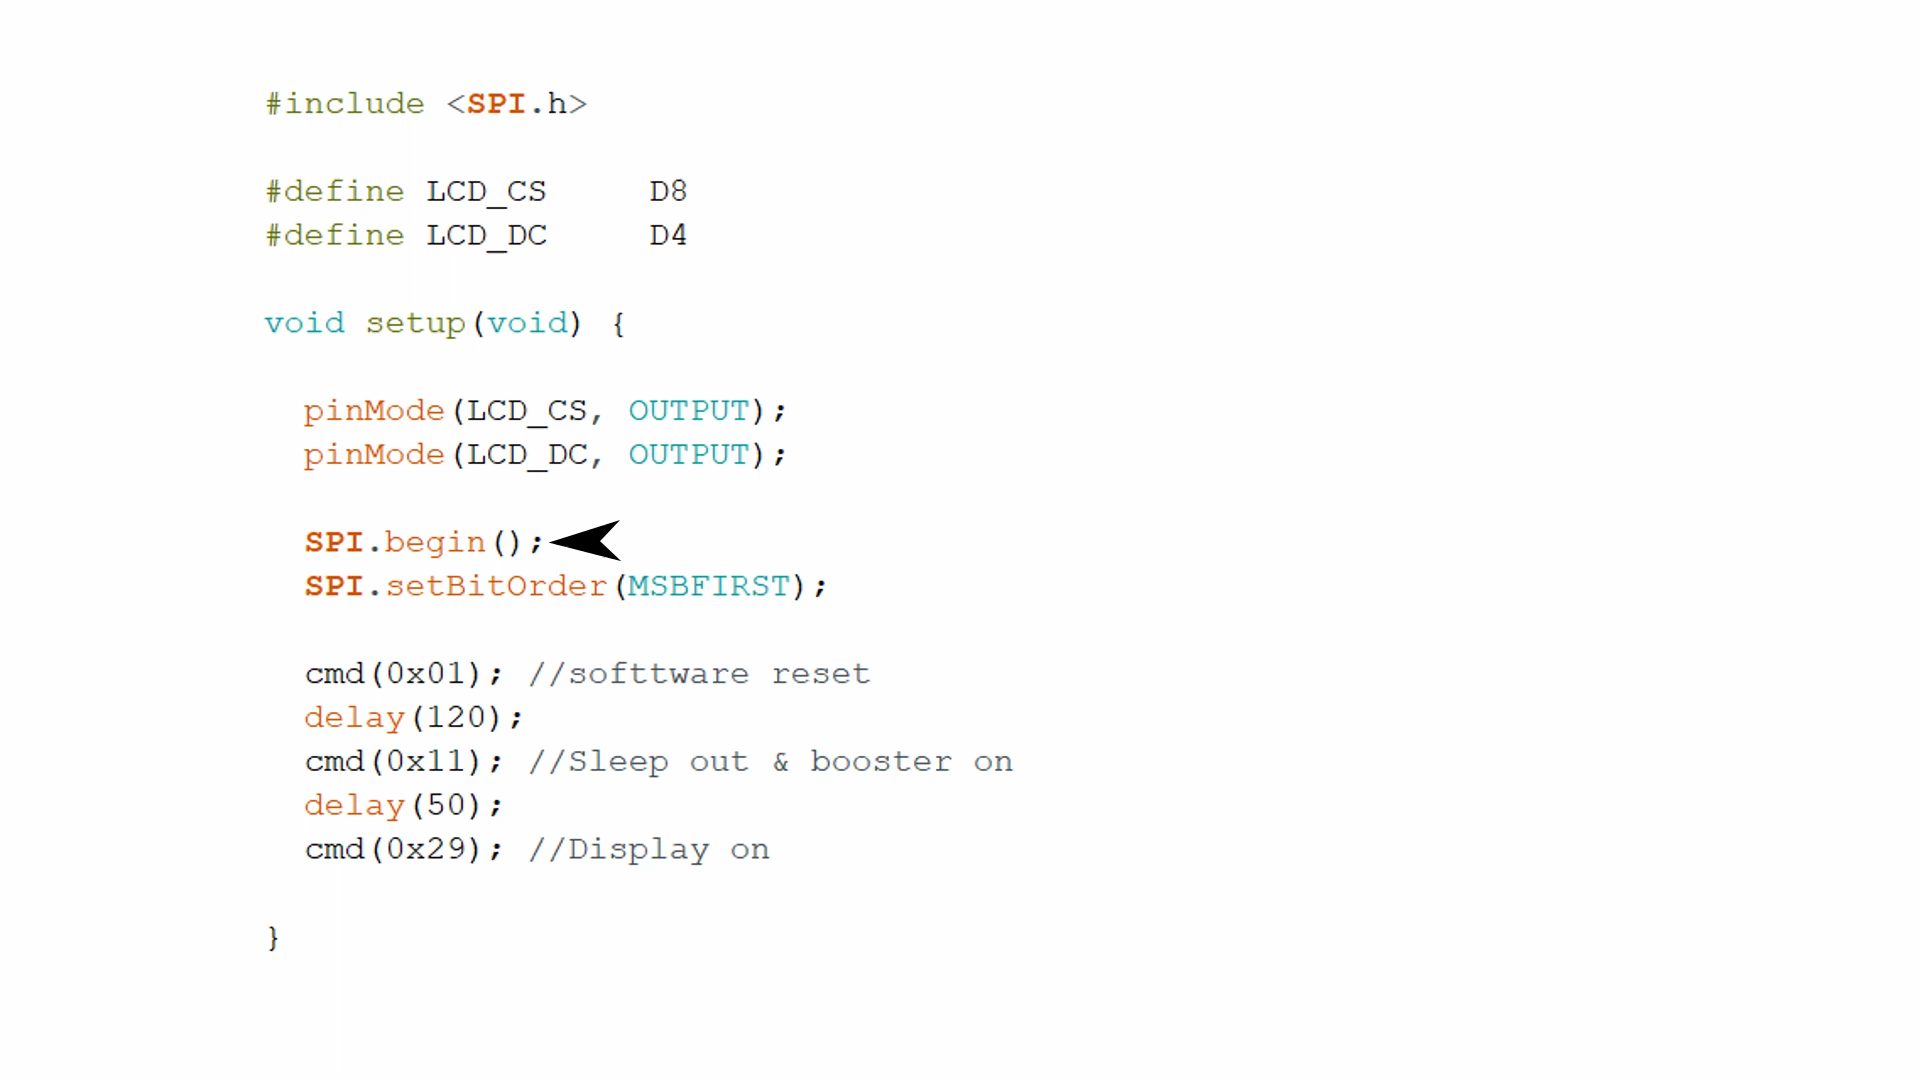 #include <SPI.h>
#define LCD_CS     D8
#define LCD_DC     D4
void setup(void) {
pinMode(LCD_CS, OUTPUT);
pinMode(LCD_DC, OUTPUT);
SPI.begin();
SPI.setBitOrder(MSBFIRST);
cmd(0x01); //softtware reset
delay(120);
cmd(0x11); //Sleep out & booster on
delay(50);
cmd(0x29); //Display on
}